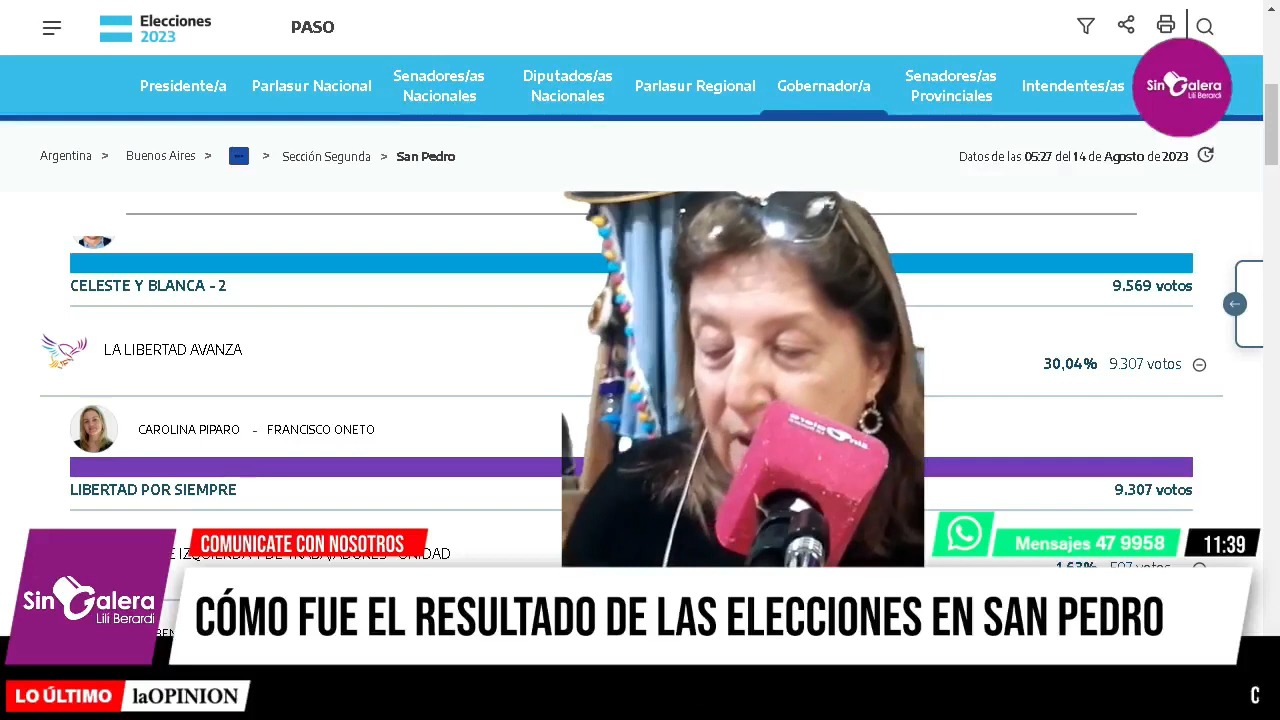 Elecciones
2023
PASO
Presidente/a
Parlasur Nacional
Senadores/as
Nacionales
Diputados/as
Nacionales
Parlasur Regional
Gobernador/a
Senadores/as
Provinciales
Intendentes/as
Sin Galera
Lilí Berardi
Argentina > Buenos Aires > ... > Sección Segunda > San Pedro
Datos de las 05:27 del 14 de Agosto de 2023
CELESTE Y BLANCA - 2
9.569 votos
LA LIBERTAD AVANZA
30,04% 9.307 votos
CAROLINA PIPARO - FRANCISCO ONETO
LIBERTAD POR SIEMPRE
9.307 votos
COMUNICATE CON NOSOTROS
Mensajes 47 9958
11:39
Sin Galera
Lilí Berardi
CÓMO FUE EL RESULTADO DE LAS ELECCIONES EN SAN PEDRO
LO ÚLTIMO
laOPINION
C